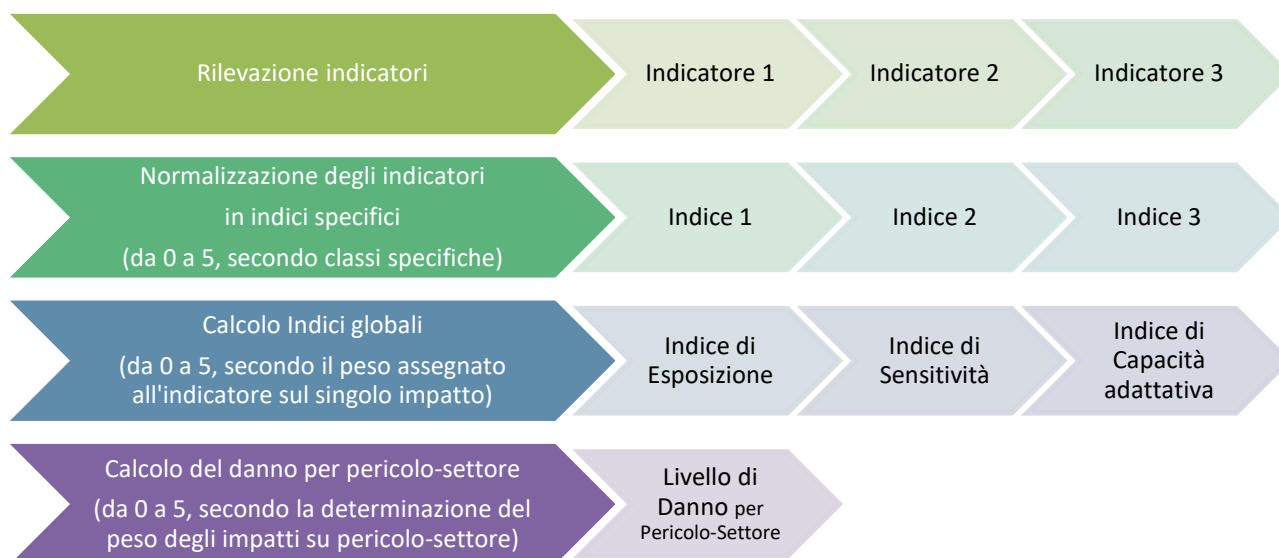 Rilevazione indicatori
Indicatore 1
Indicatore 2
Indicatore 3
Normalizzazione degli indicatori
in indici specifici
(da 0 a 5, secondo classi specifiche)
Indice 1
Indice 2
Indice 3
Calcolo Indici globali
(da 0 a 5, secondo il peso assegnato
all'indicatore sul singolo impatto)
Indice di
Esposizione
Indice di
Sensitività
Indice di
Capacità
adattativa
Calcolo del danno per pericolo-settore
(da 0 a 5, secondo la determinazione del
peso degli impatti su pericolo-settore)
Livello di
Danno per
Pericolo-Settore